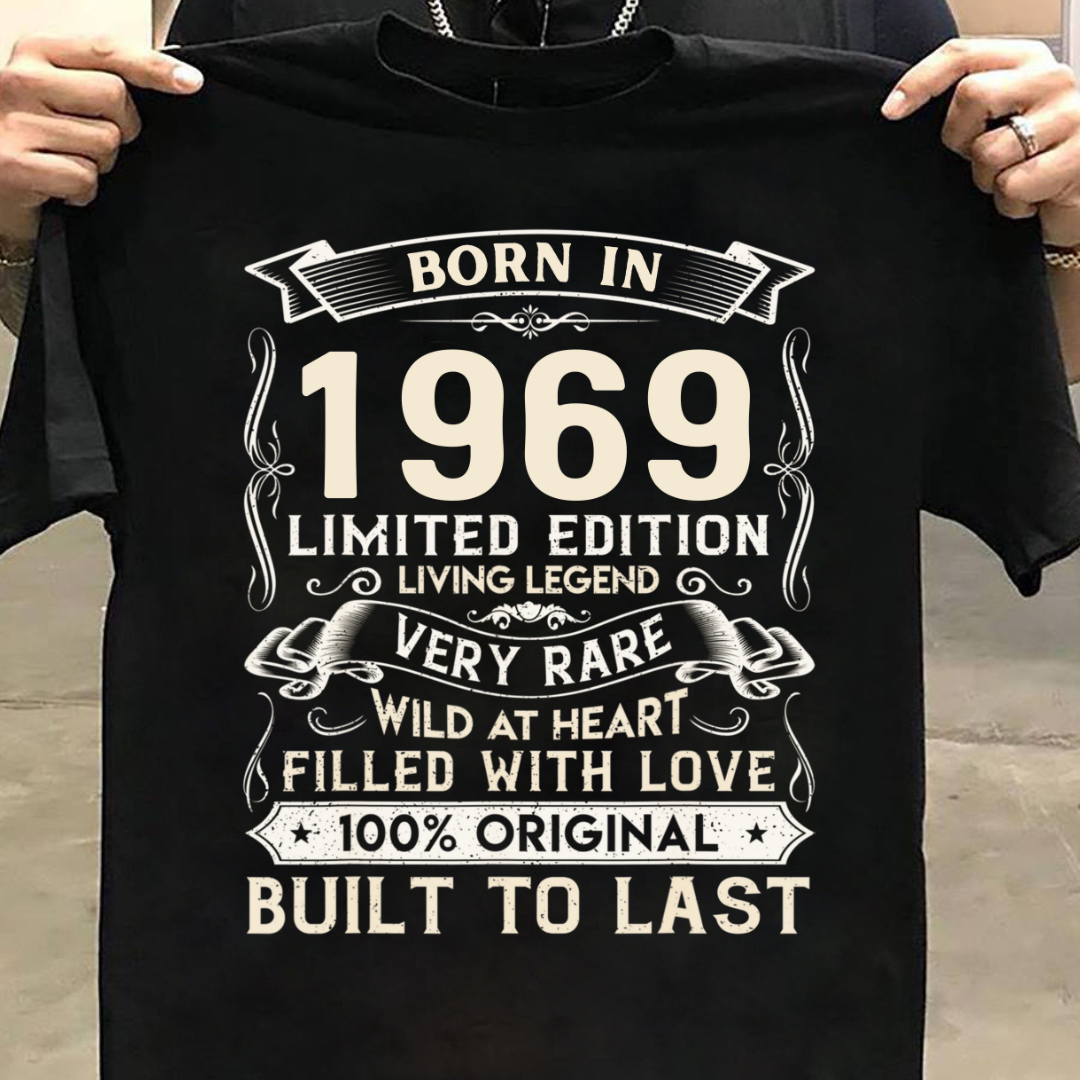 BORN IN
1969
LIMITED EDITION
LIVING LEGEND
VERY RARE
WILD AT HEART
FILLED WITH LOVE
★ 100% ORIGINAL ★
BUILT TO LAST